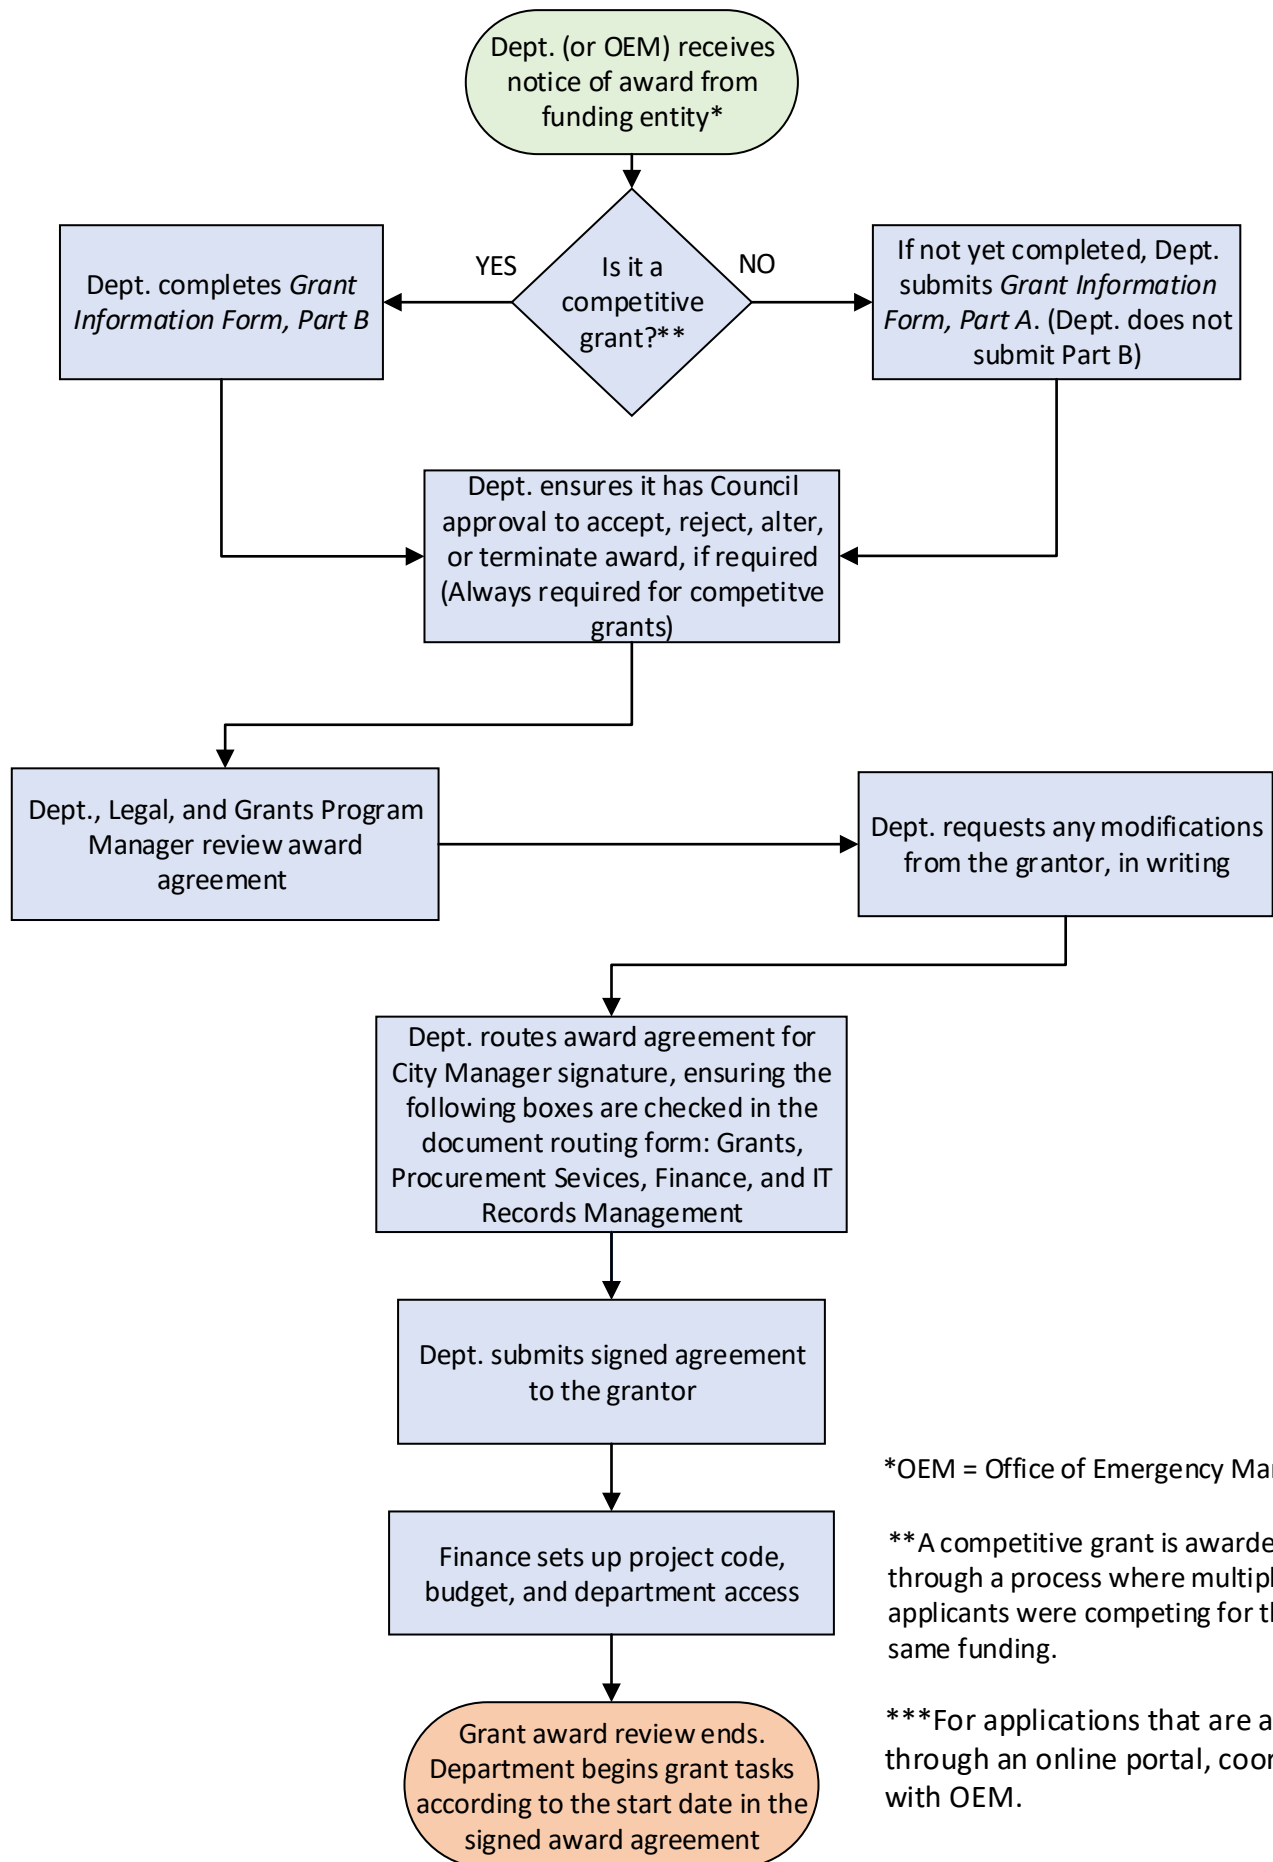 Dept. (or OEM) receives
notice of award from
funding entity*
YES
Is it a
competitive
grant?**
NO
Dept. completes Grant
Information Form, Part B
If not yet completed, Dept.
submits Grant Information
Form, Part A. (Dept. does not
submit Part B)
Dept. ensures it has Council
approval to accept, reject, alter,
or terminate award, if required
(Always required for competitve
grants)
Dept., Legal, and Grants Program
Manager review award
agreement
Dept. requests any modifications
from the grantor, in writing
Dept. routes award agreement for
City Manager signature, ensuring the
following boxes are checked in the
document routing form: Grants,
Procurement Sevices, Finance, and IT
Records Management
Dept. submits signed agreement
to the grantor
Finance sets up project code,
budget, and department access
Grant award review ends.
Department begins grant tasks
according to the start date in the
signed award agreement
*OEM = Office of Emergency
**A competitive grant is
through a process where
applicants were competing for
same funding.
***For applications that are
through an online portal,
with OEM.